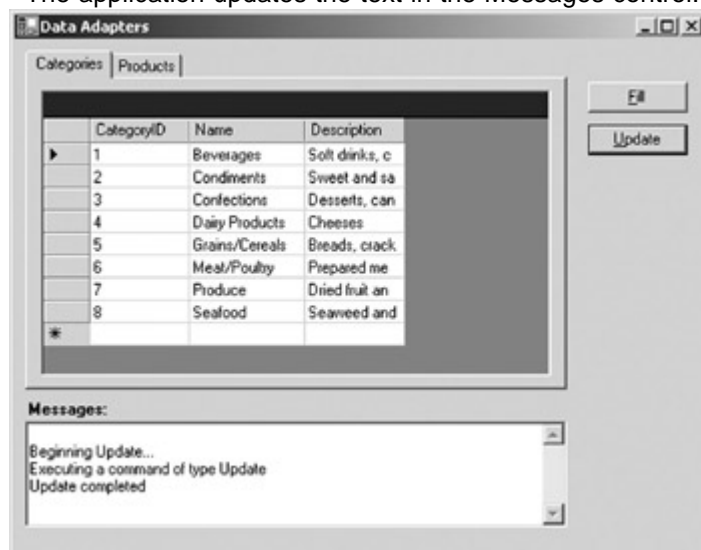 The application updates the text in the Messages control.
Data Adapters
Categories Products
Fill
Update
CategoryID Name Description
1 Beverages Soft drinks, c
2 Condiments Sweet and sa
3 Confections Desserts, can
4 Dairy Products Cheeses
5 Grains/Cereals Breads, crack
6 Meat/Poultry Prepared me
7 Produce Dried fruit an
8 Seafood Seaweed and
Messages:
Beginning Update...
Executing a command of type Update
Update completed